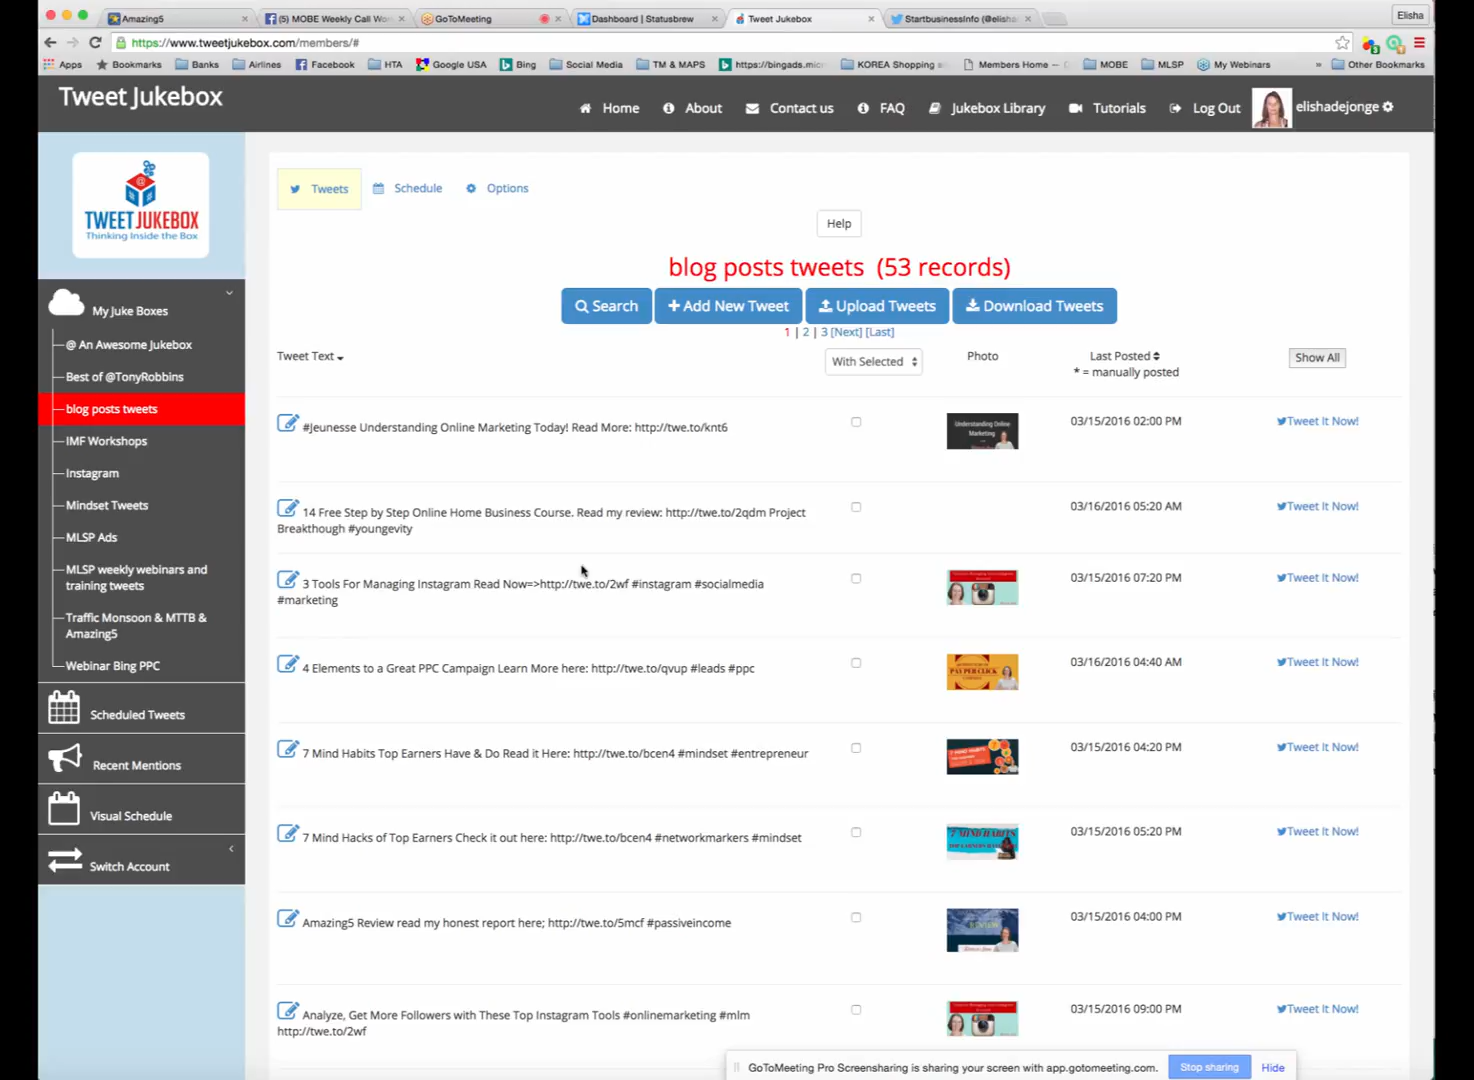 Amazing5
(5) MOBE Weekly Call Wo
GoToMeeting
Dashboard | Statusbrew
Tweet Jukebox
StartbusinessInfo (@elisha
Elisha
https://www.tweetjukebox.com/members/#
Apps
Bookmarks
Banks
Airlines
Facebook
HTA
Google USA
Bing
Social Media
TM & MAPS
https://bingads.mic
KOREA Shopping
Members Home —
MOBE
MLSP
My Webinars
»
Other Bookmarks
Tweet Jukebox
Home
About
Contact us
FAQ
Jukebox Library
Tutorials
Log Out
elishadejonge
TWEETJUKEBOX
Thinking Inside the Box
My Juke Boxes
@ An Awesome Jukebox
Best of @TonyRobbins
blog posts tweets
IMF Workshops
Instagram
Mindset Tweets
MLSP Ads
MLSP weekly webinars and
training tweets
Traffic Monsoon & MTTB &
Amazing5
Webinar Bing PPC
Scheduled Tweets
Recent Mentions
Visual Schedule
Switch Account
Tweets
Schedule
Options
Help
blog posts tweets (53 records)
Search
+ Add New Tweet
Upload Tweets
Download Tweets
1 | 2 | 3 [Next] [Last]
Tweet Text
With Selected
Photo
Last Posted
* = manually posted
Show All
#Jeunesse Understanding Online Marketing Today! Read More: http://twe.to/knt6
Understanding Online
Marketing
03/15/2016 02:00 PM
Tweet It Now!
14 Free Step by Step Online Home Business Course. Read my review: http://twe.to/2qdm Project
Breakthough #youngevity
03/16/2016 05:20 AM
Tweet It Now!
3 Tools For Managing Instagram Read Now=>http://twe.to/2wf #instagram #socialmedia
#marketing
03/15/2016 07:20 PM
Tweet It Now!
4 Elements to a Great PPC Campaign Learn More here: http://twe.to/qvup #leads #ppc
PAY PER CLICK
03/16/2016 04:40 AM
Tweet It Now!
7 Mind Habits Top Earners Have & Do Read it Here: http://twe.to/bcen4 #mindset #entrepreneur
7 MIND HABITS
03/15/2016 04:20 PM
Tweet It Now!
7 Mind Hacks of Top Earners Check it out here: http://twe.to/bcen4 #networkmarkers #mindset
7 MIND HABITS
03/15/2016 05:20 PM
Tweet It Now!
Amazing5 Review read my honest report here; http://twe.to/5mcf #passiveincome
03/15/2016 04:00 PM
Tweet It Now!
Analyze, Get More Followers with These Top Instagram Tools #onlinemarketing #mlm
http://twe.to/2wf
03/15/2016 09:00 PM
Tweet It Now!
GoToMeeting Pro Screensharing is sharing your screen with app.gotomeeting.com.
Stop sharing
Hide